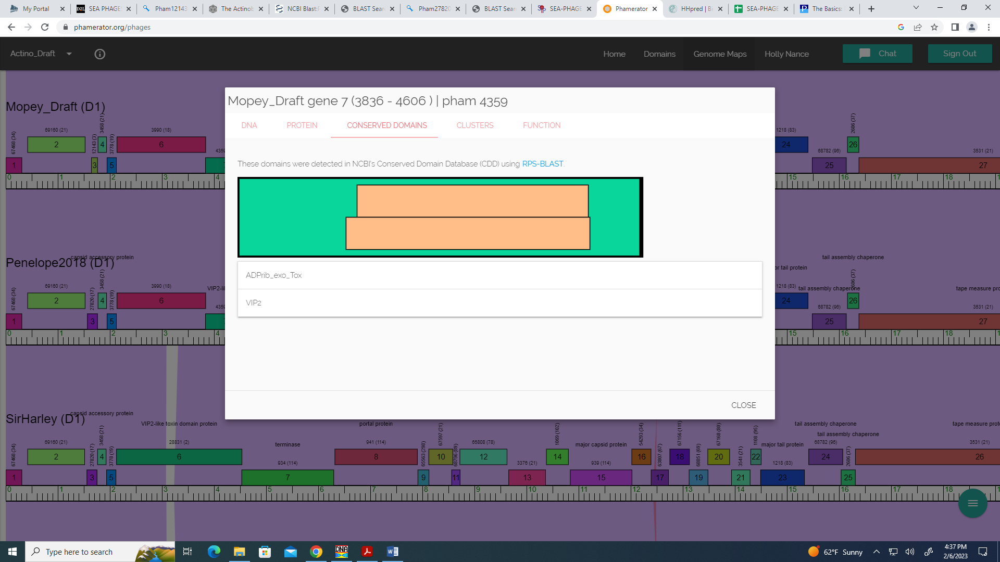 My Portal
SEA PHAGE
Pham12143
The Actinob
NCBI Blast:F
BLAST Sear
Pham27820
BLAST Sear
SEA-PHAGE
Phamerator
HHpred | Bi
SEA-PHAGE
The Basics:
phamerator.org/phages
Actino_Draft
Home
Domains
Genome Maps
Holly Nance
Chat
Sign Out
Mopey_Draft gene 7 (3836 - 4606 ) | pham 4359
DNA
PROTEIN
CONSERVED DOMAINS
CLUSTERS
FUNCTION
These domains were detected in NCBI's Conserved Domain Database (CDD) using RPS-BLAST.
ADPrib_exo_Tox
VIP2
CLOSE
Mopey_Draft (D1)
67468 (34)
69160 (21)
12143 (3)
3458 (21)
3778 (19)
3990 (18)
4359
1218 (83)
68782 (96)
2606 (37)
3531 (21)
2 4 6 24 26
1 3 5 25 27
0 1 2 3 4 15 16 17 18
Penelope2018 (D1)
capsid accessory protein
67468 (34)
69160 (21)
27820 (17)
3458 (21)
3778 (19)
3990 (18)
VIP2-li
4359
or tail protein
1218 (83)
tail assembly chaperone
tail assembly chaperone
68782 (96)
2606 (37)
tape measure pro
3531 (21)
2 4 6 24 26
1 3 5 25 27
0 1 2 3 4 15 16 17 18
SirHarley (D1)
capsid accessory protein
VIP2-like toxin domain protein
terminase
portal protein
major capsid protein
major tail protein
tail assembly chaperone
tail assembly chaperone
tape measure prote
67468 (34)
69160 (21)
27820 (17)
3458 (21)
3778 (19)
28831 (2)
934 (114)
941 (114)
65563 (298)
67597 (21)
65808 (78)
3376 (21)
1069 (102)
939 (114)
54293 (34)
63807 (67)
67156 (111)
68851 (69)
67168 (80)
3541 (21)
1108 (95)
1218 (83)
68782 (96)
2606 (37)
3531 (21)
2 4 6 8 10 12 14 16 18 20 22 24 26
1 3 5 7 9 11 13 15 17 19 21 23 25
0 1 2 3 4 5 6 7 8 9 10 11 12 13 14 15 16 17 18
Type here to search
62°F Sunny
4:37 PM
2/6/2023